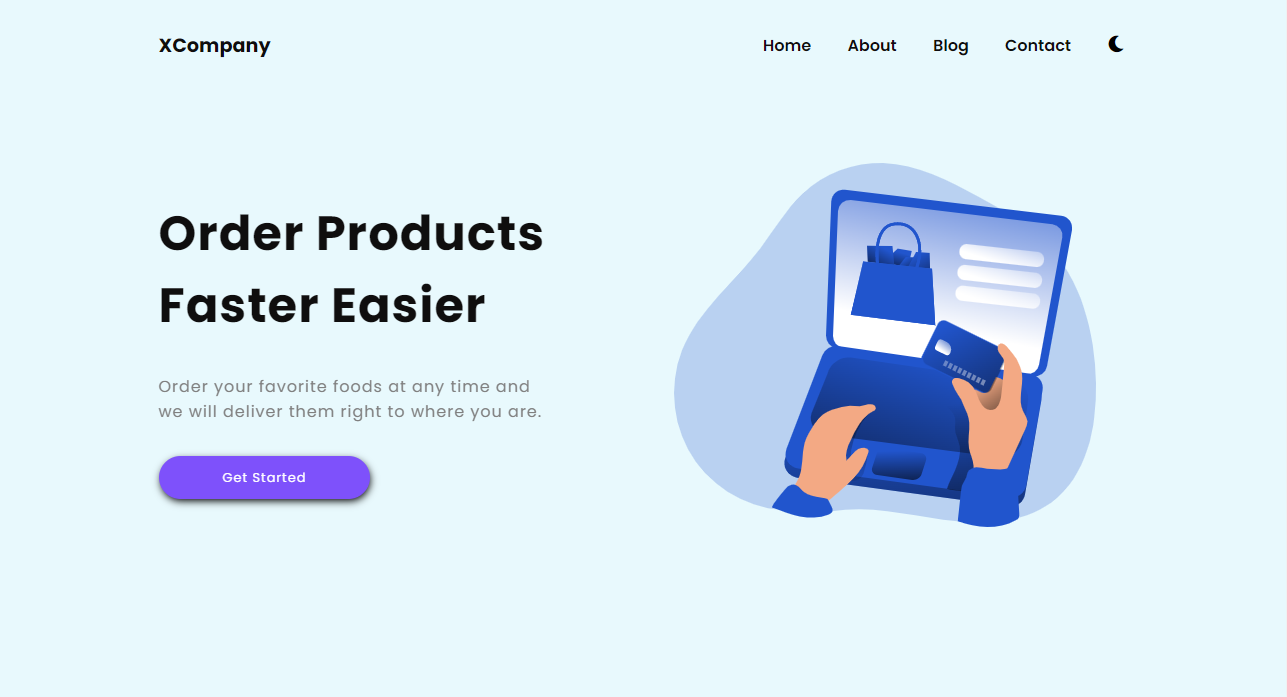 XCompany
Home About Blog Contact
Order Products
Faster Easier
Order your favorite foods at any time and
we will deliver them right to where you are.
Get Started